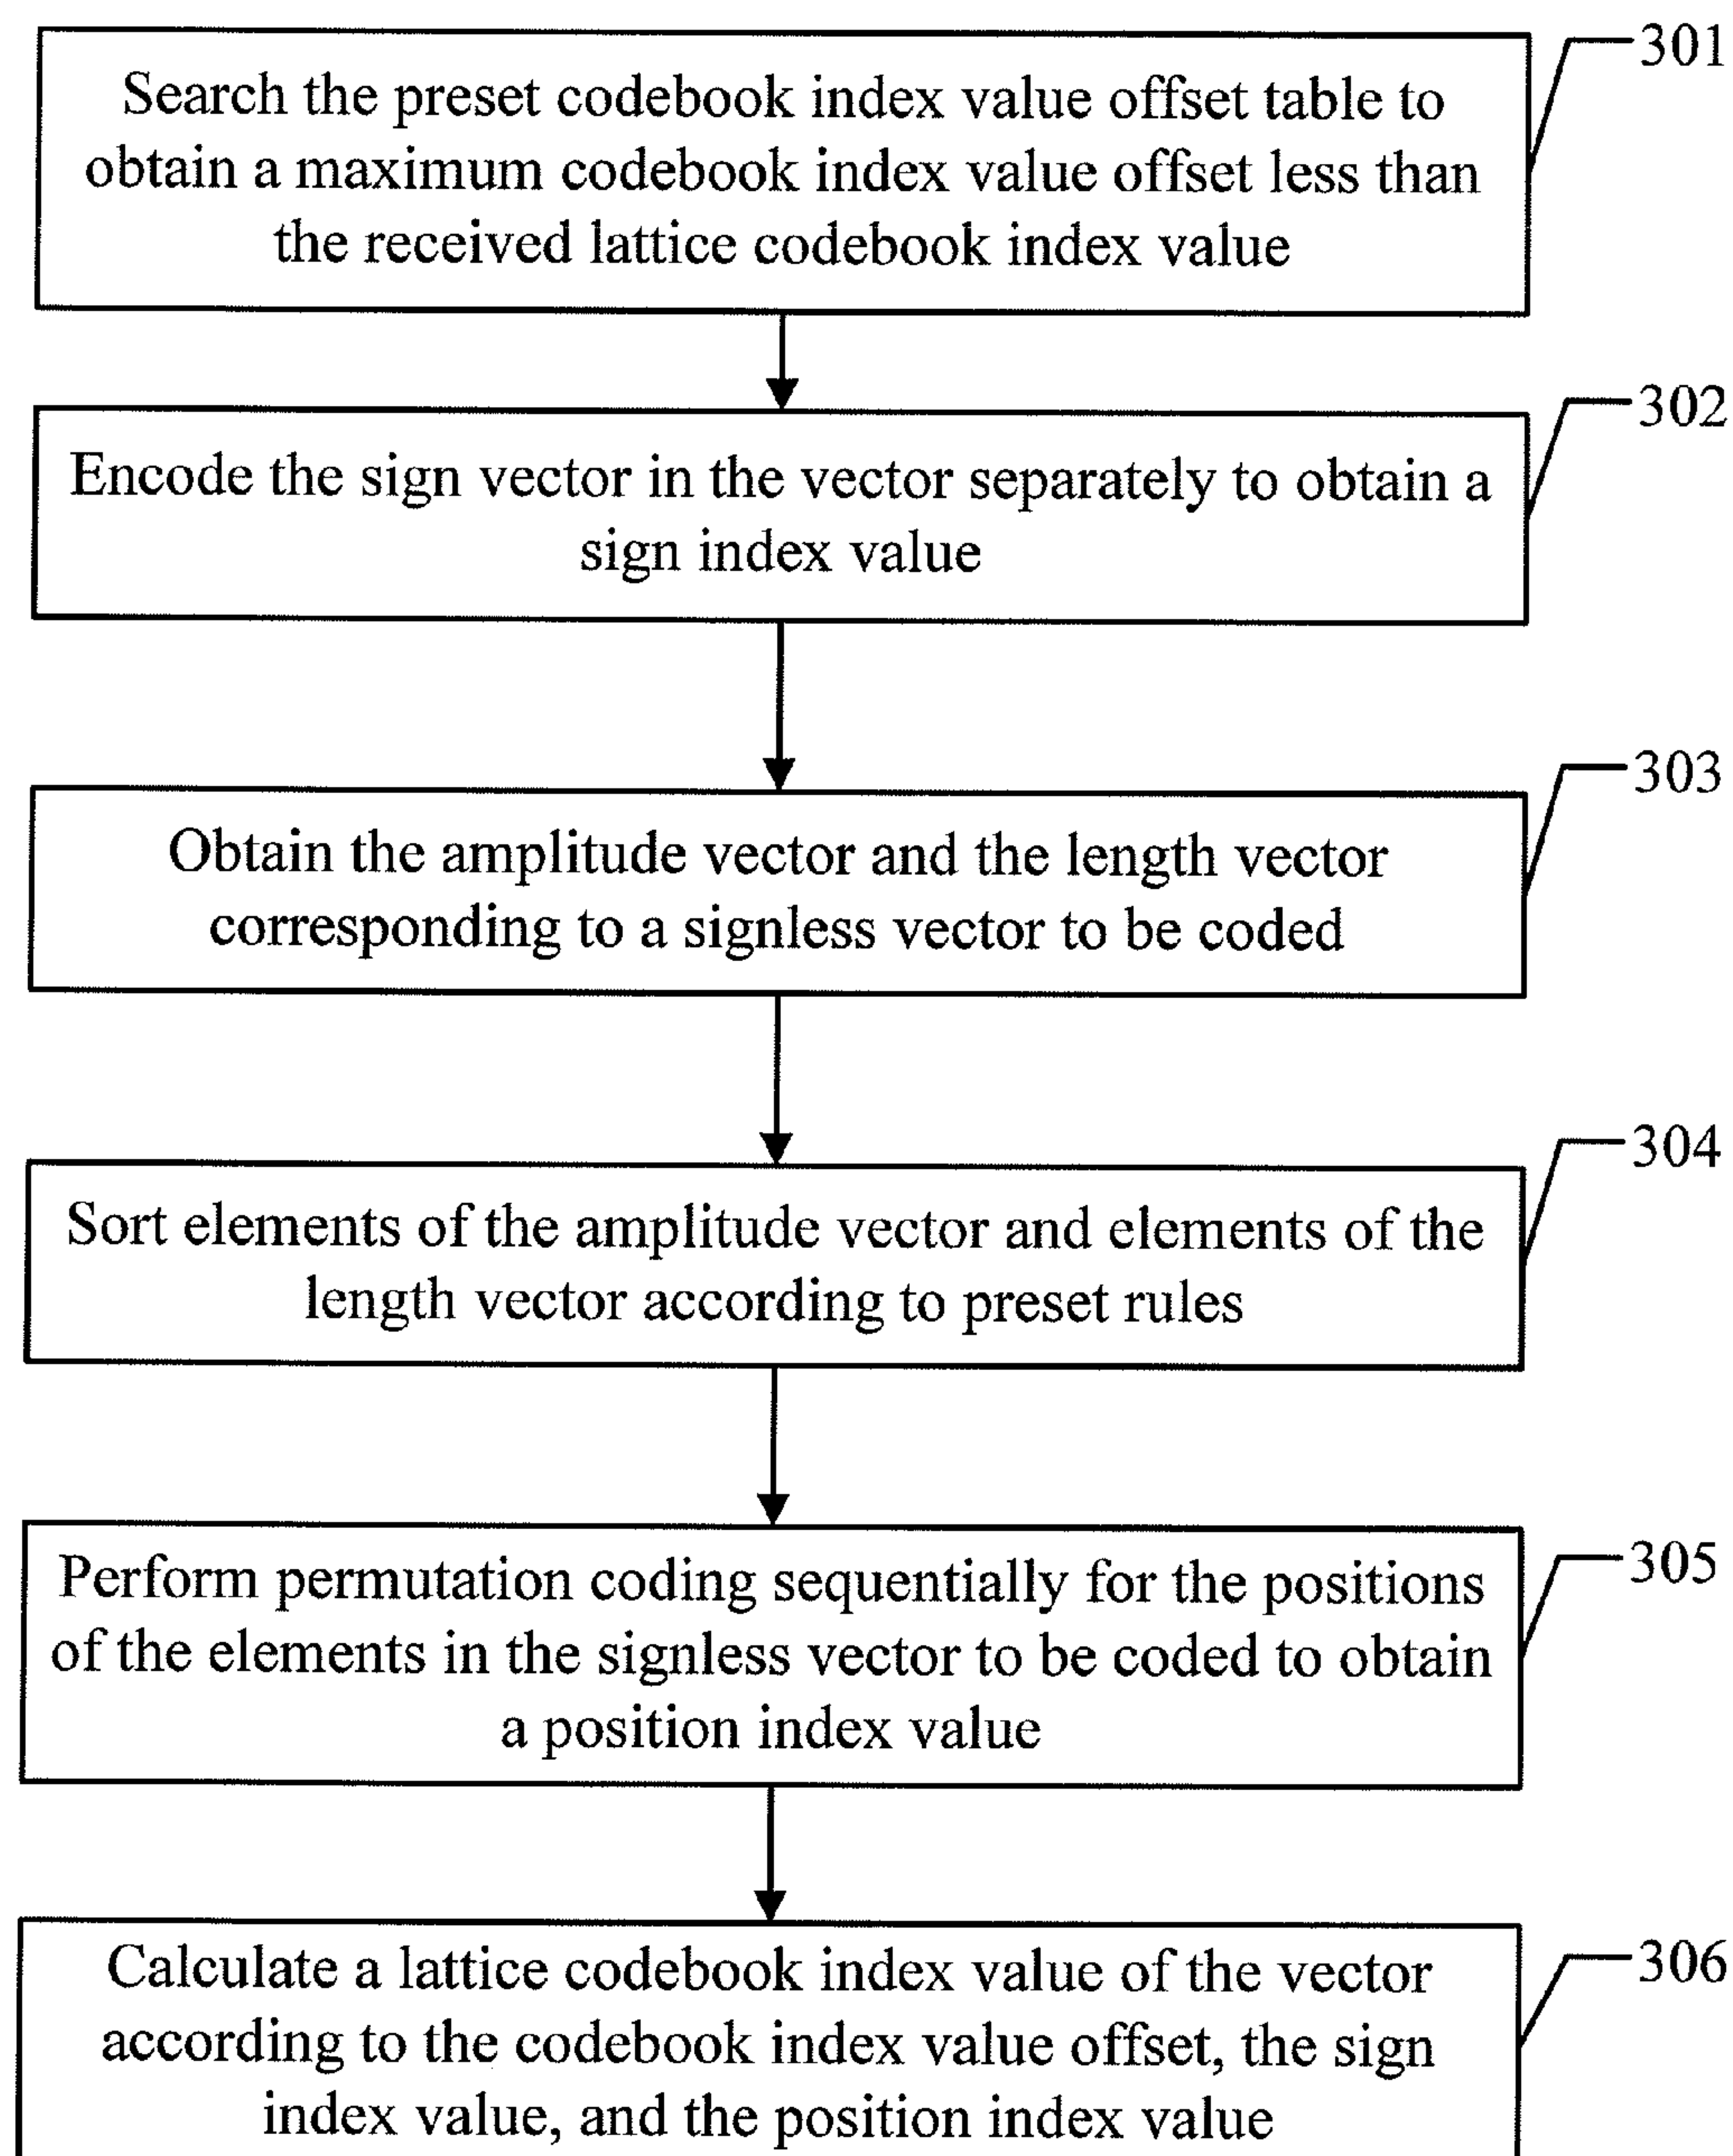 301
Search the preset codebook index value offset table to
obtain a maximum codebook index value offset less than
the received lattice codebook index value
302
Encode the sign vector in the vector separately to obtain a
sign index value
303
Obtain the amplitude vector and the length vector
corresponding to a signless vector to be coded
304
Sort elements of the amplitude vector and elements of the
length vector according to preset rules
305
Perform permutation coding sequentially for the positions
of the elements in the signless vector to be coded to obtain
a position index value
306
Calculate a lattice codebook index value of the vector
according to the codebook index value offset, the sign
index value, and the position index value